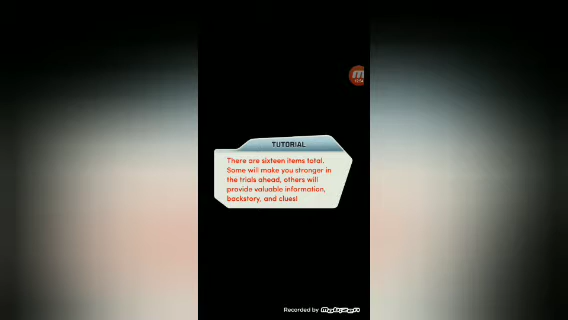 TUTORIAL
There are sixteen items total.
Some will make you stronger in
the trials ahead, others will
provide valuable information,
backstory, and clues!
Recorded by